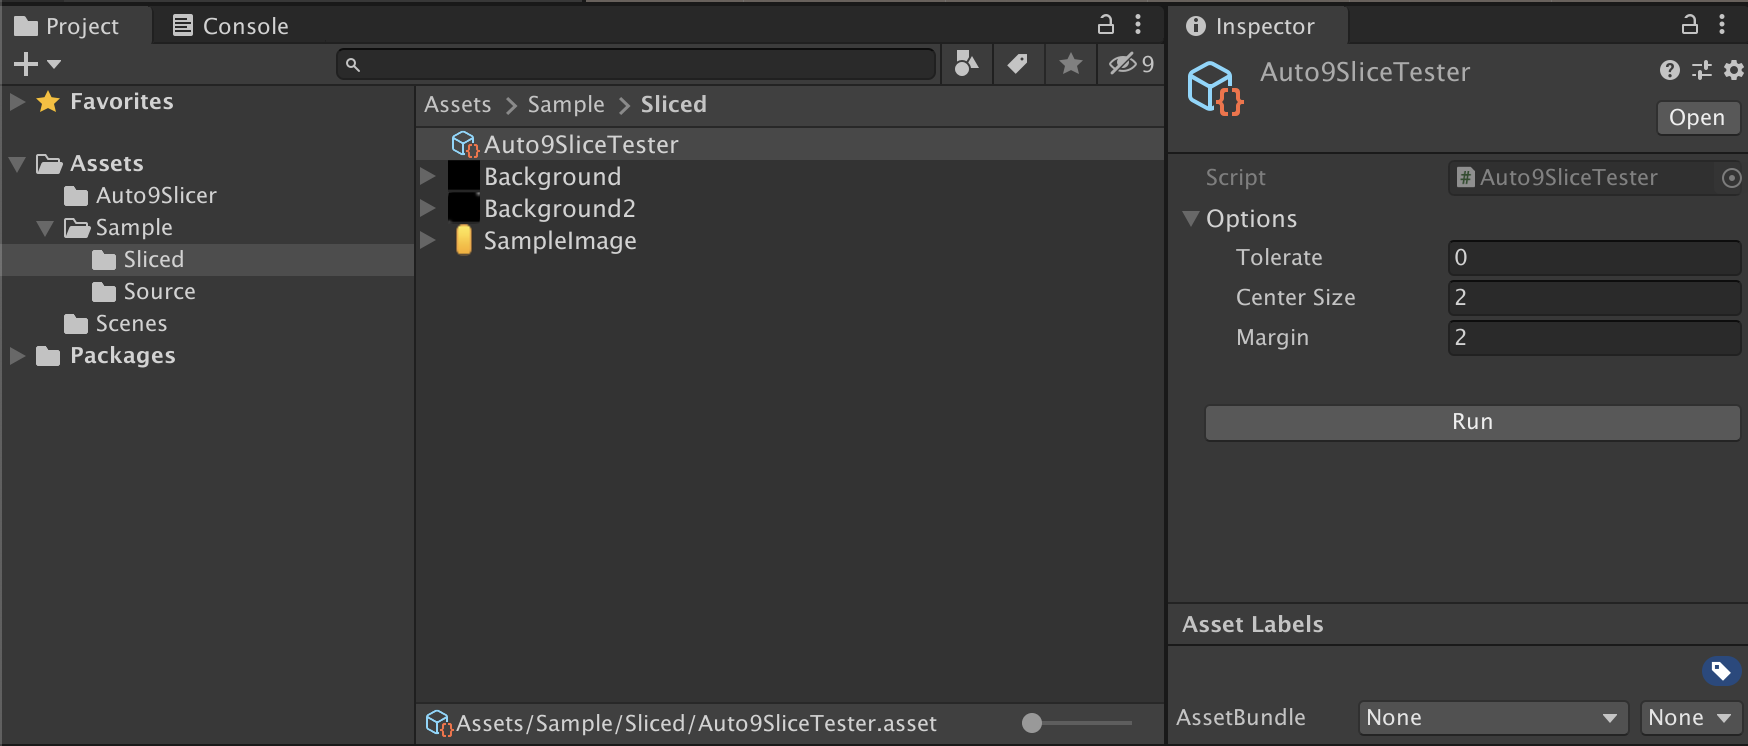 Project
Console
9
Favorites
Assets
Auto9Slicer
Sample
Sliced
Source
Scenes
Packages
Assets > Sample > Sliced
Auto9SliceTester
Background
Background2
SampleImage
Assets/Sample/Sliced/Auto9SliceTester.asset
Inspector
Auto9SliceTester
Open
Script # Auto9SliceTester
Options
Tolerate 0
Center Size 2
Margin 2
Run
Asset Labels
AssetBundle None None